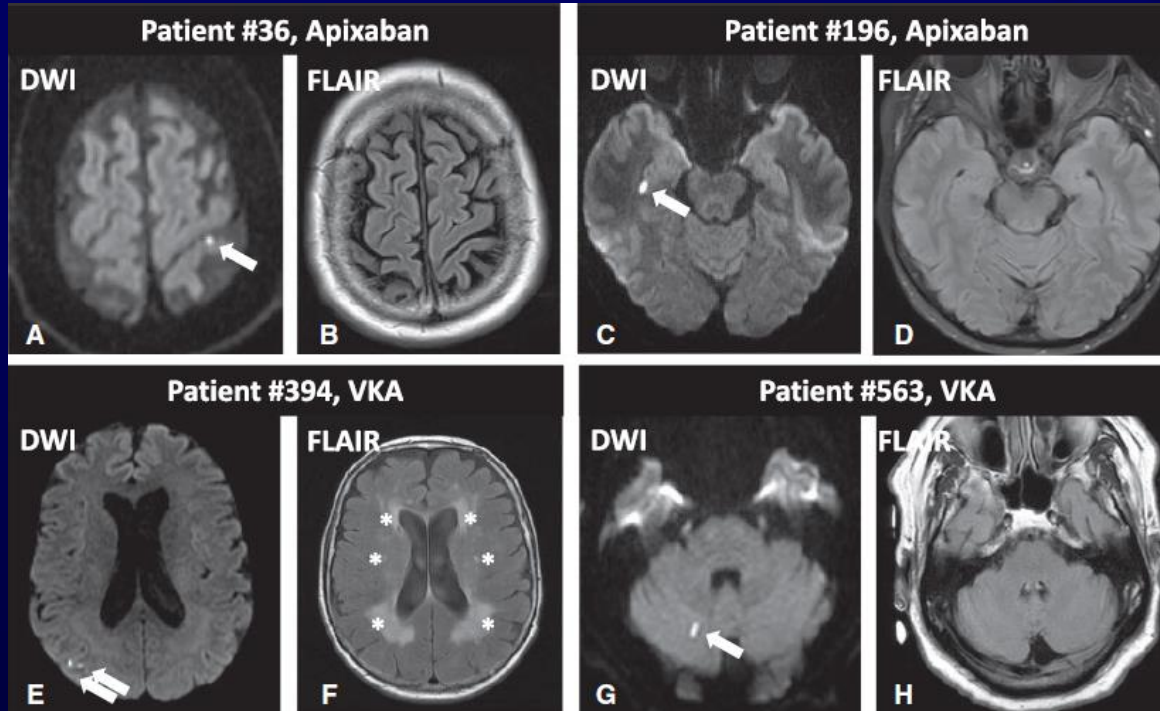 Patient #36, Apixaban
DWI
FLAIR
A
B
Patient #196, Apixaban
DWI
FLAIR
C
D
Patient #394, VKA
DWI
FLAIR
* *
* *
* *
E
F
Patient #563, VKA
DWI
FLAIR
G
H